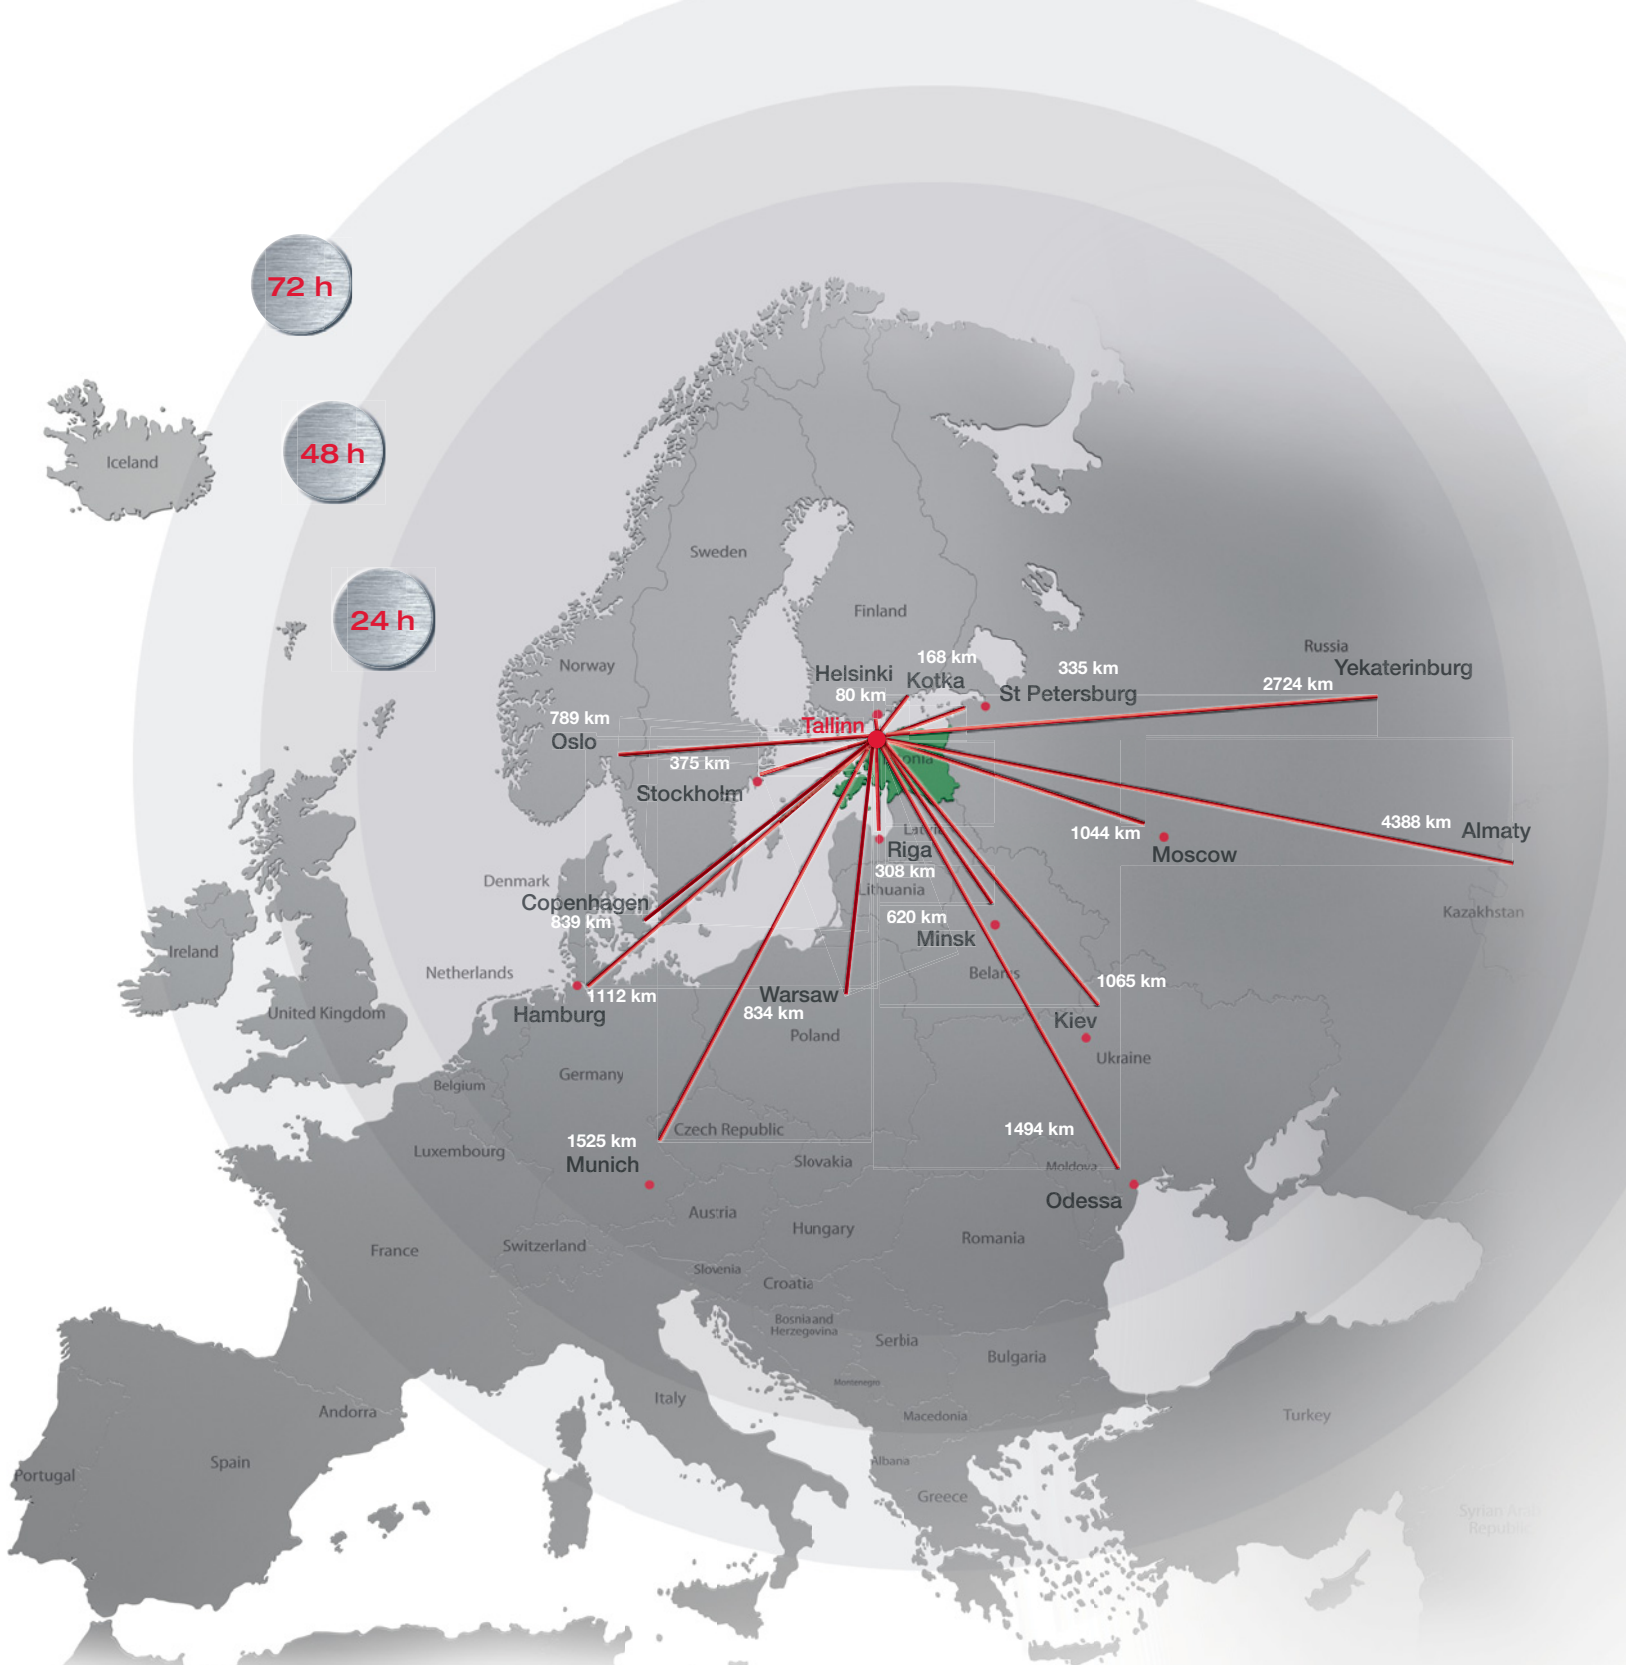 72 h
Iceland
48 h
Sweden
24 h
Finland
Norway
Russia
168 km
335 km
Helsinki
Kotka
Yekaterinburg
80 km
St Petersburg
2724 km
789 km
Tallinn
Oslo
375 km
Stockholm
4388 km
Almaty
1044 km
Latvia
Riga
Moscow
308 km
Denmark
Lithuania
Copenhagen
839 km
620 km
Kazakhstan
Minsk
Ireland
Netherlands
Belarus
1065 km
1112 km
Warsaw
United Kingdom
Hamburg
834 km
Kiev
Poland
Ukraine
Germany
Belgium
Czech Republic
1494 km
1525 km
Luxembourg
Munich
Slovakia
Moldova
Odessa
Austria
Hungary
Romania
France
Switzerland
Slovenia
Croatia
Bosnia and
Herzegovina
Serbia
Bulgaria
Montenegro
Italy
Andorra
Macedonia
Turkey
Albana
Spain
Portugal
Greece
Syrian Arab
Republic